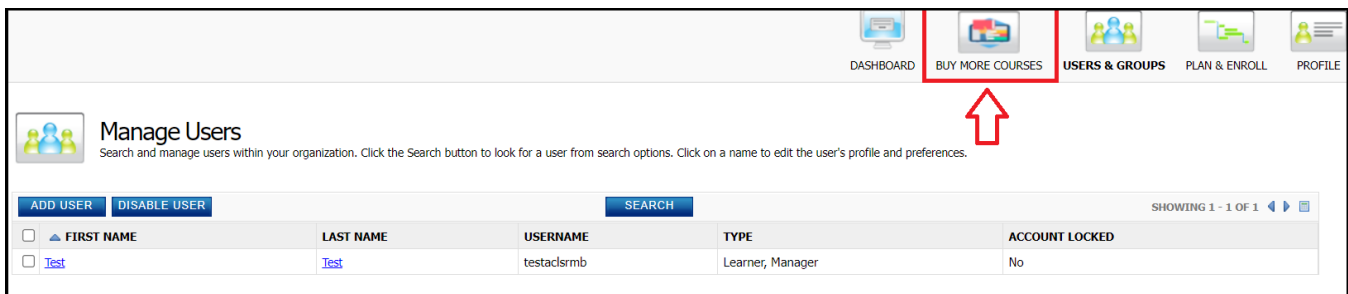 DASHBOARD BUY MORE COURSES USERS & GROUPS PLAN & ENROLL PROFILE
Manage Users
Search and manage users within your organization. Click the Search button to look for a user from search options. Click on a name to edit the user's profile and preferences.
ADD USER DISABLE USER SEARCH SHOWING 1 - 1 OF 1
FIRST NAME LAST NAME USERNAME TYPE ACCOUNT LOCKED
Test Test testaclsrmb Learner, Manager No